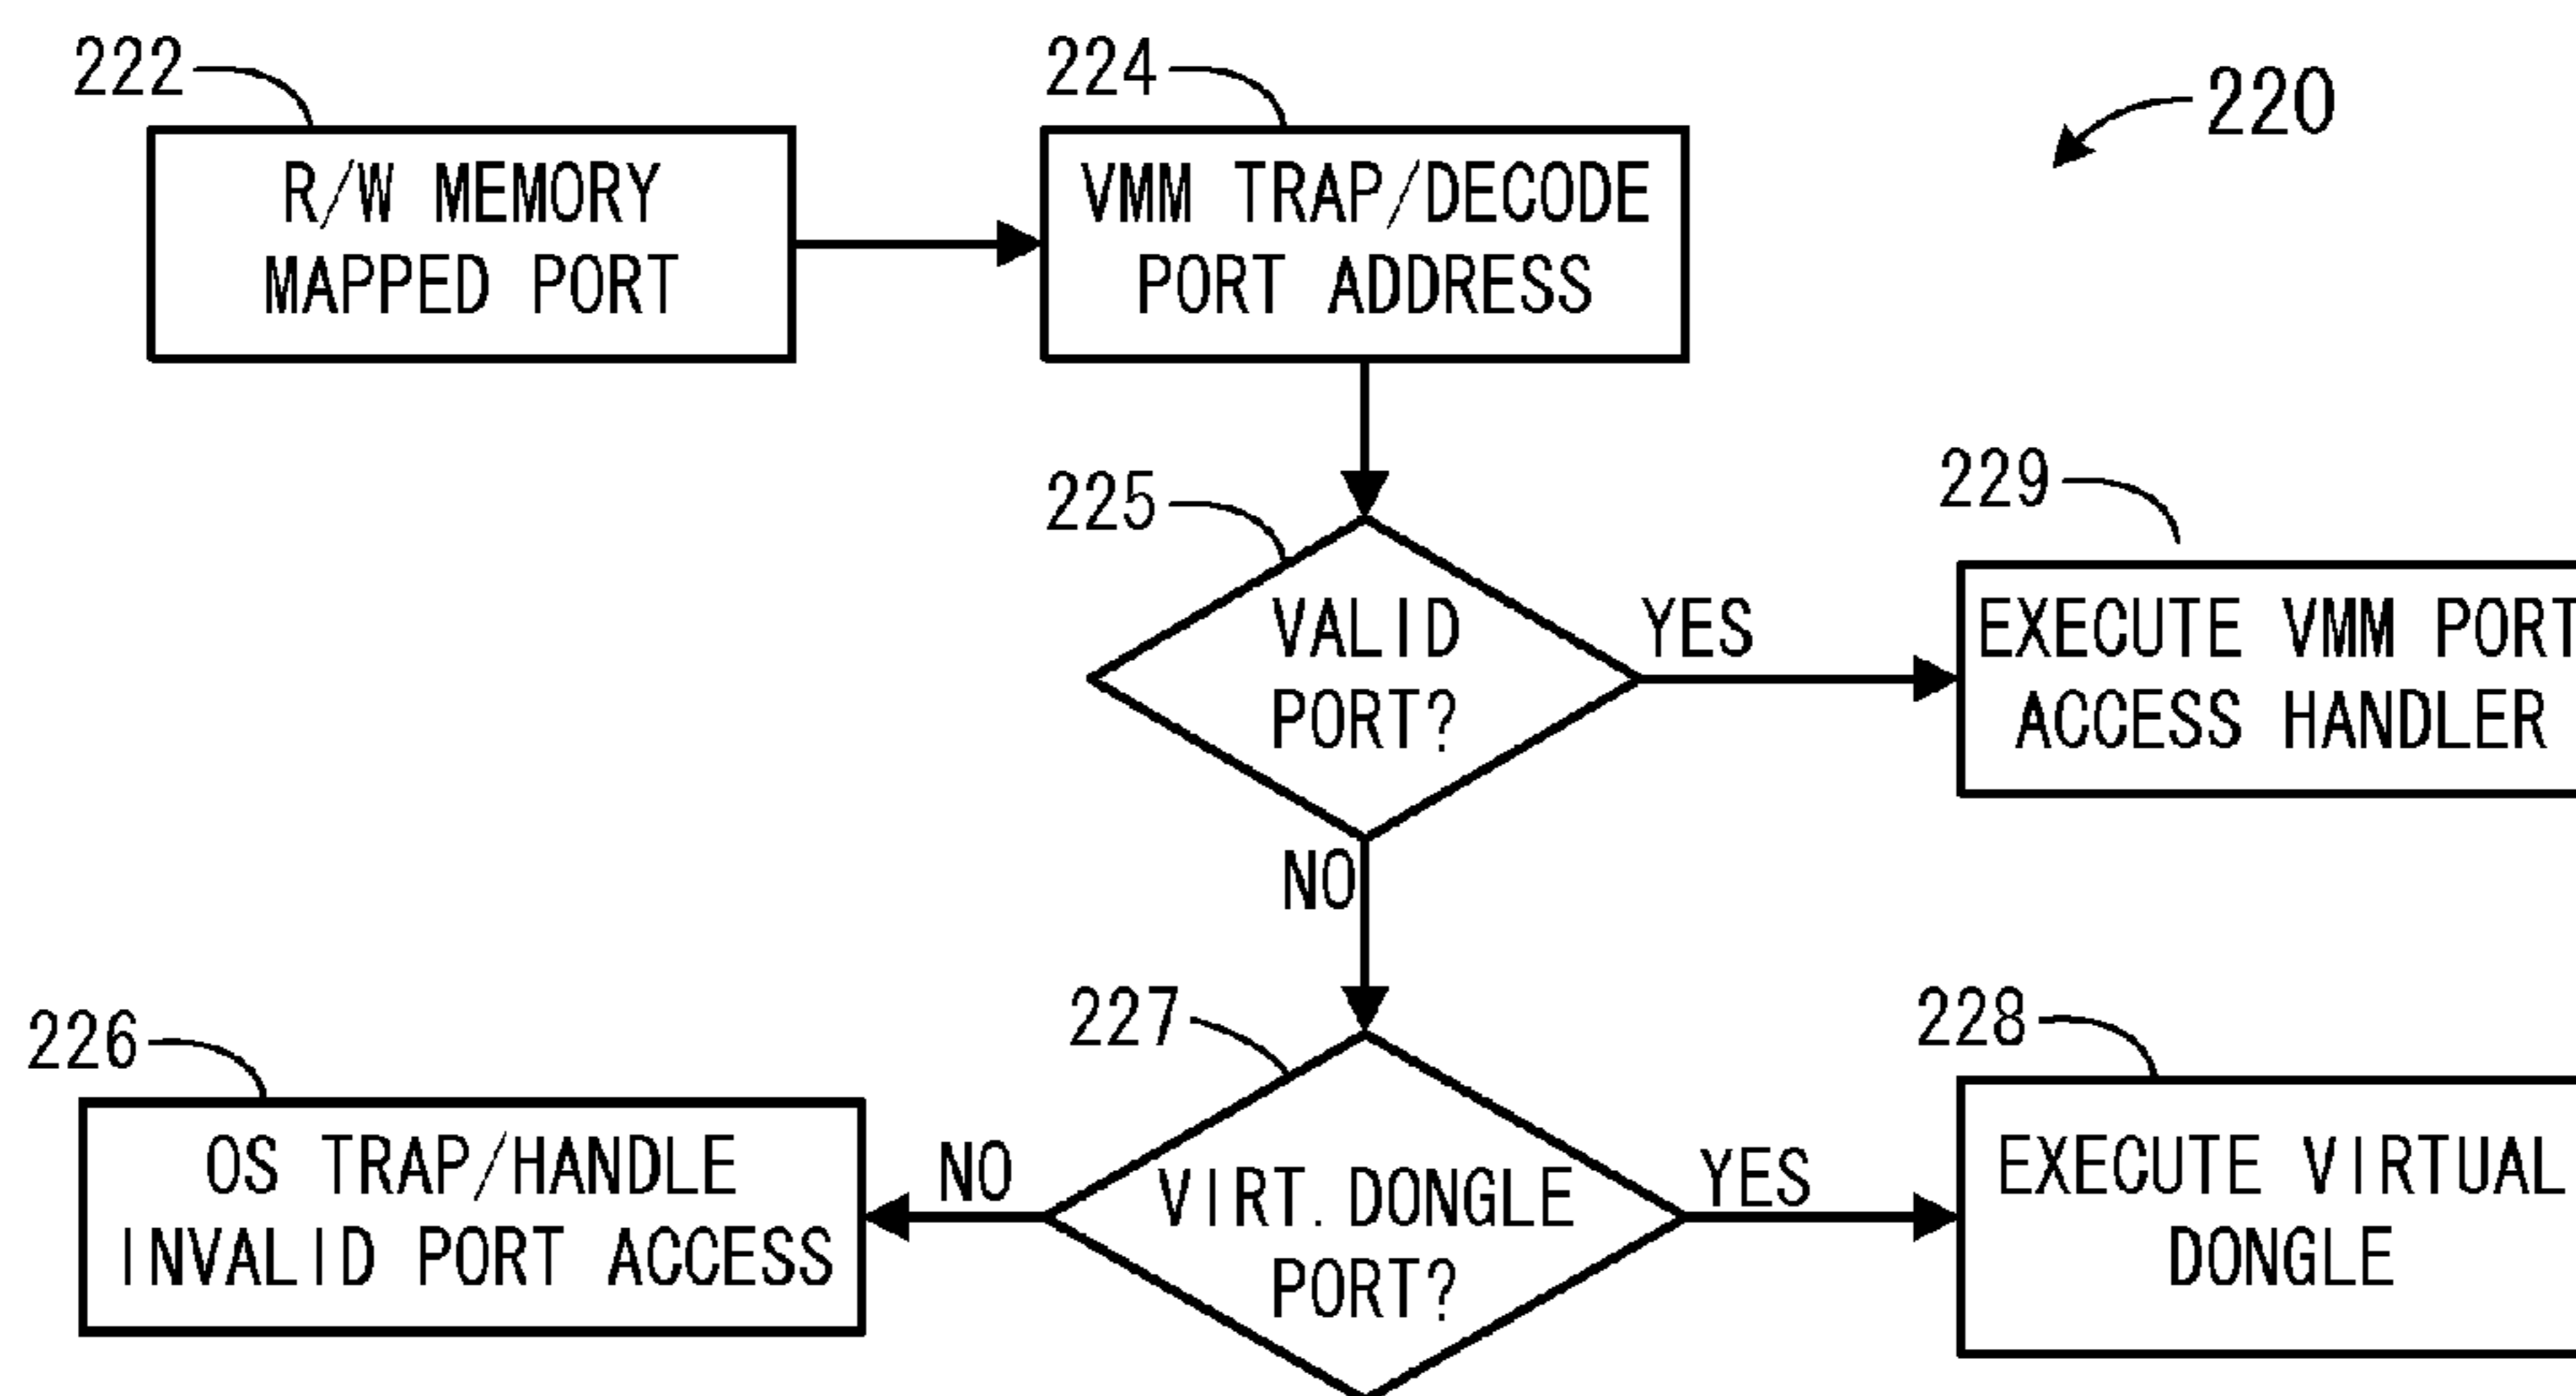 222
R/W MEMORY
MAPPED PORT
224
VMM TRAP/DECODE
PORT ADDRESS
220
225
VALID
PORT?
YES
229
EXECUTE VMM PORT
ACCESS HANDLER
NO
227
VIRT. DONGLE
PORT?
NO
226
OS TRAP/HANDLE
INVALID PORT ACCESS
YES
228
EXECUTE VIRTUAL
DONGLE